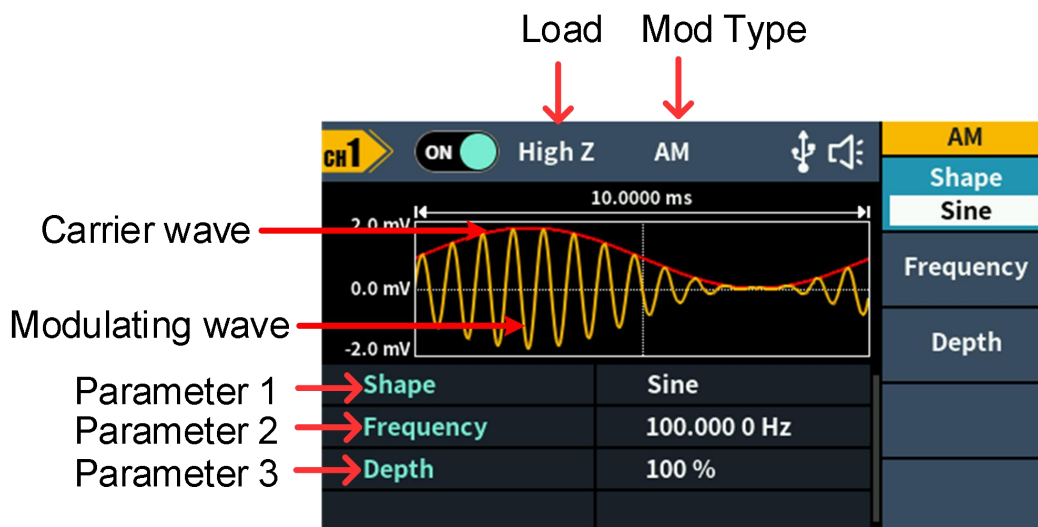 Load Mod Type
CH1 ON High Z AM AM
Shape
Sine
10.0000 ms
2.0 mV
Carrier wave
Frequency
0.0 mV
Modulating wave
Depth
-2.0 mV
Parameter 1 Shape Sine
Parameter 2 Frequency 100.000 0 Hz
Parameter 3 Depth 100 %